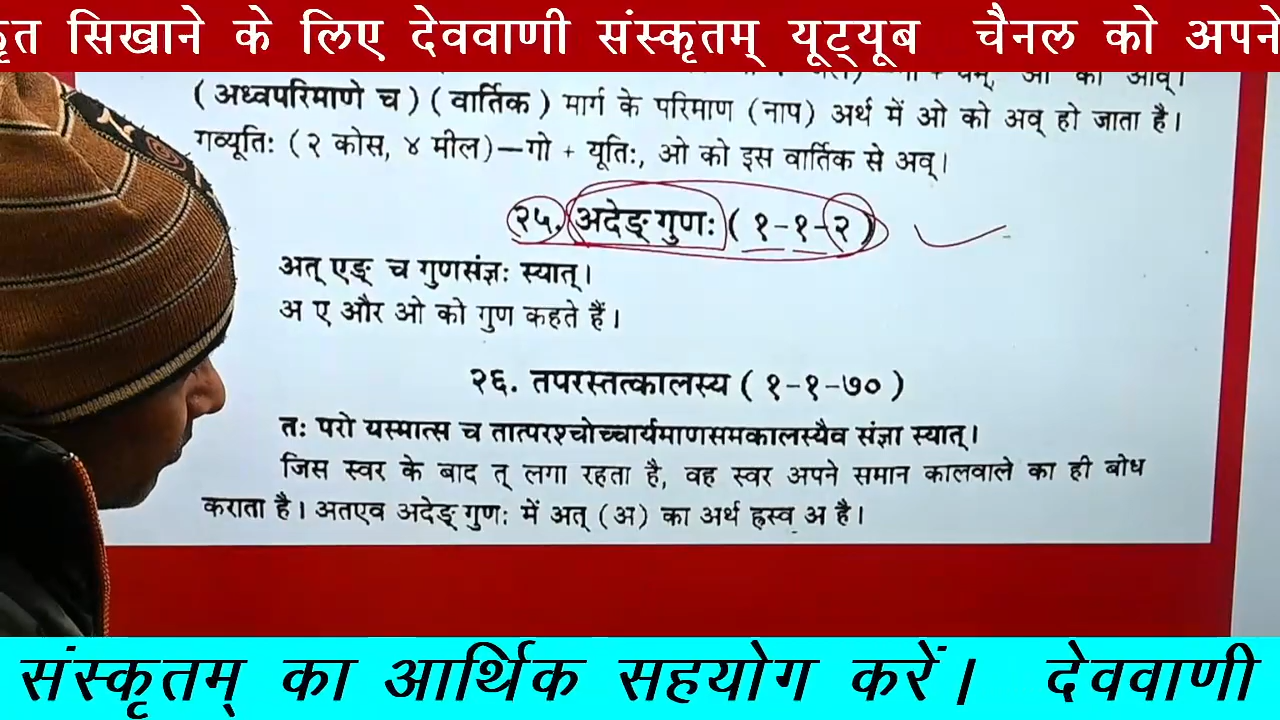 सिखाने के लिए देववाणी संस्कृतम् यूट्यूब चैनल को अपने
को आव्।
(अध्वपरिमाणे च) (वार्तिक) मार्ग के परिमाण (नाप) अर्थ में ओ को अव् हो जाता है।
गव्यूतिः (२ कोस, ४ मील)—गो + यूतिः, ओ को इस वार्तिक से अव्।
२५. अदेङ् गुणः (१-१-२)
अत् एङ् च गुणसंज्ञः स्यात्।
अ ए और ओ को गुण कहते हैं।
२६. तपरस्तत्कालस्य (१-१-७०)
तः परो यस्मात्स च तात्परश्चोच्चार्यमाणसमकालस्यैव संज्ञा स्यात्।
जिस स्वर के बाद त् लगा रहता है, वह स्वर अपने समान कालवाले का ही बोध
कराता है। अतएव अदेङ् गुणः में अत् (अ) का अर्थ ह्रस्व अ है।
संस्कृतम् का आर्थिक सहयोग करें। देववाणी